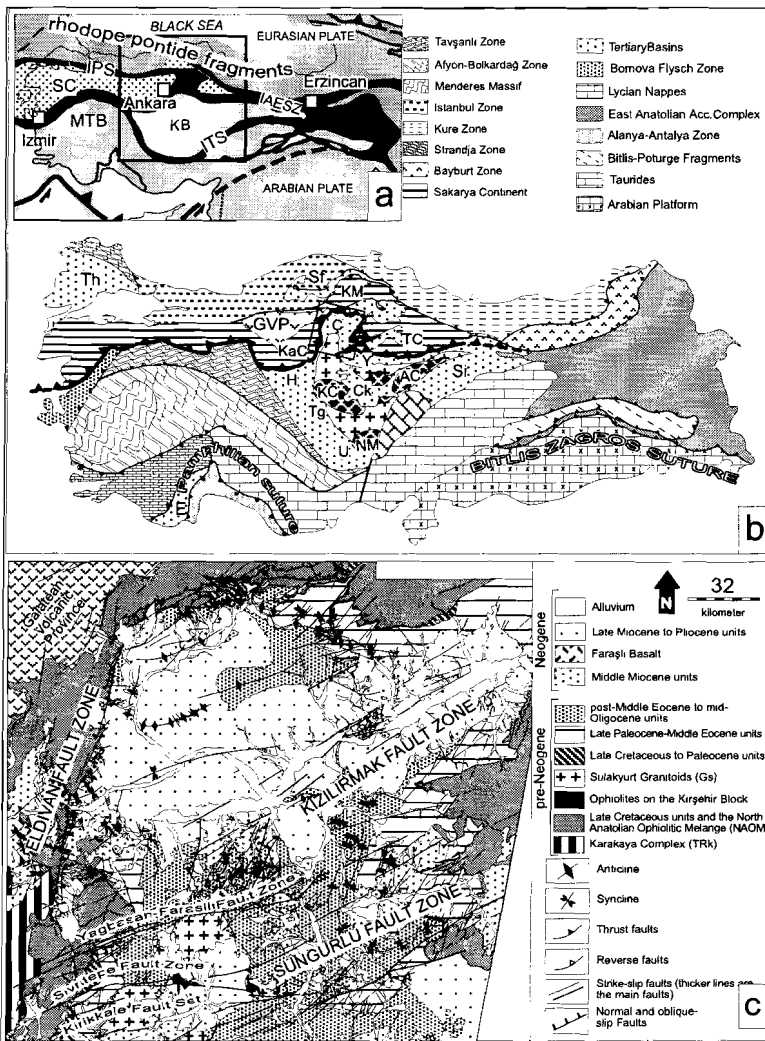 BLACK SEA
EURASIAN PLATE
rhodope pontide fragments
IPS
SC
Ankara
IAESZ
Erzincan
MTB
KB
ITS
Izmir
ARABIAN PLATE
a
Tavşanlı Zone
Afyon-Bolkardağ Zone
Menderes Massif
Istanbul Zone
Kure Zone
Strandja Zone
Bayburt Zone
Sakarya Continent
TertiaryBasins
Bornova Flysch Zone
Lycian Nappes
East Anatolian Acc.Complex
Alanya-Antalya Zone
Bitlis-Poturge Fragments
Taurides
Arabian Platform
Th
Sf
KM
GVP
C
TC
KaC
Y
H
AC
Sr
KC
Ck
Tg
NM
U
Pamphilian suture
BITLIS-ZAGROS SUTURE
b
Galatean
Volcanic
Province
ELDIVAN FAULT ZONE
KIZILIRMAK FAULT ZONE
Yagbasan-Faraşlı Fault Zone
SUNGURLU FAULT ZONE
Sivritepe Fault Zone
Kirikkale Fault Set
N
32
kilometer
Neogene
Alluvium
Late Miocene to Pliocene units
Faraşlı Basalt
Middle Miocene units
pre-Neogene
post-Middle Eocene to mid-
Oligocene units
Late Paleocene-Middle Eocene units
Late Cretaceous to Paleocene units
Sulakyurt Granitoids (Gs)
Ophiolites on the Kırşehir Block
Late Cretaceous units and the North
Anatolian Ophiolitic Melange (NAOM)
Karakaya Complex (TRk)
Anticline
Syncline
Thrust faults
Reverse faults
Strike-slip faults (thicker lines are
the main faults)
Normal and oblique-
slip Faults
c